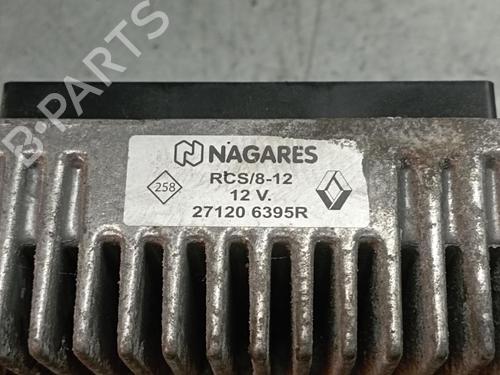 NAGARES
258
RCS/8-12
12 V.
27120 6395R
B-PARTS